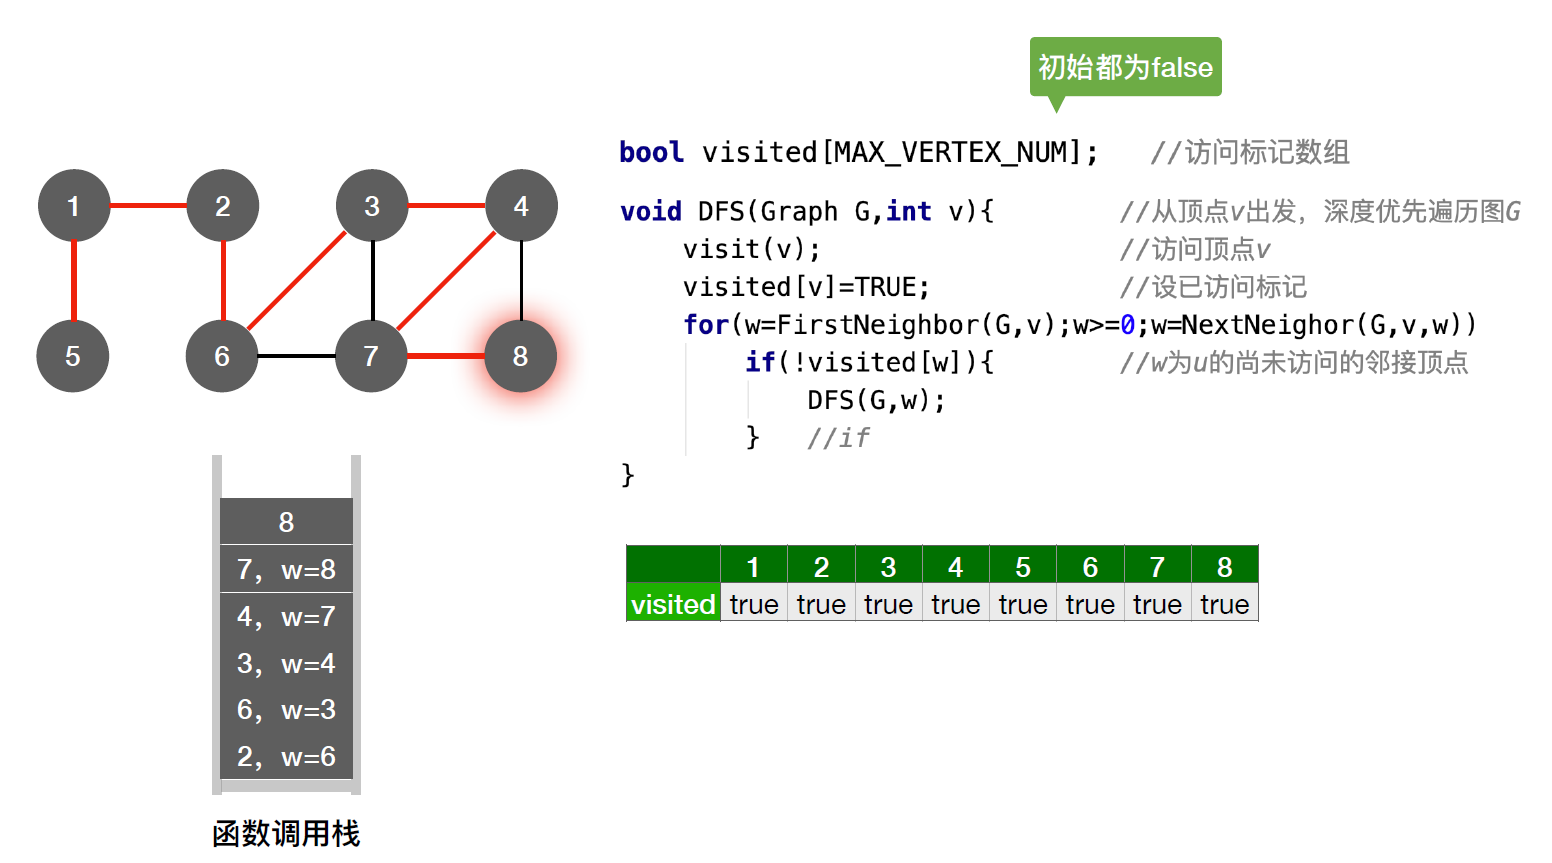 初始都为false
bool visited[MAX_VERTEX_NUM]; //访问标记数组
void DFS(Graph G,int v){ //从顶点v出发，深度优先遍历图G
visit(v); //访问顶点v
visited[v]=TRUE; //设已访问标记
for(w=FirstNeighbor(G,v);w>=0;w=NextNeighor(G,v,w))
if(!visited[w]){ //w为u的尚未访问的邻接顶点
DFS(G,w);
} //if
}
1 2 3 4
5 6 7 8
8
7，w=8
4，w=7
3，w=4
6，w=3
2，w=6
函数调用栈
1 2 3 4 5 6 7 8
visited true true true true true true true true